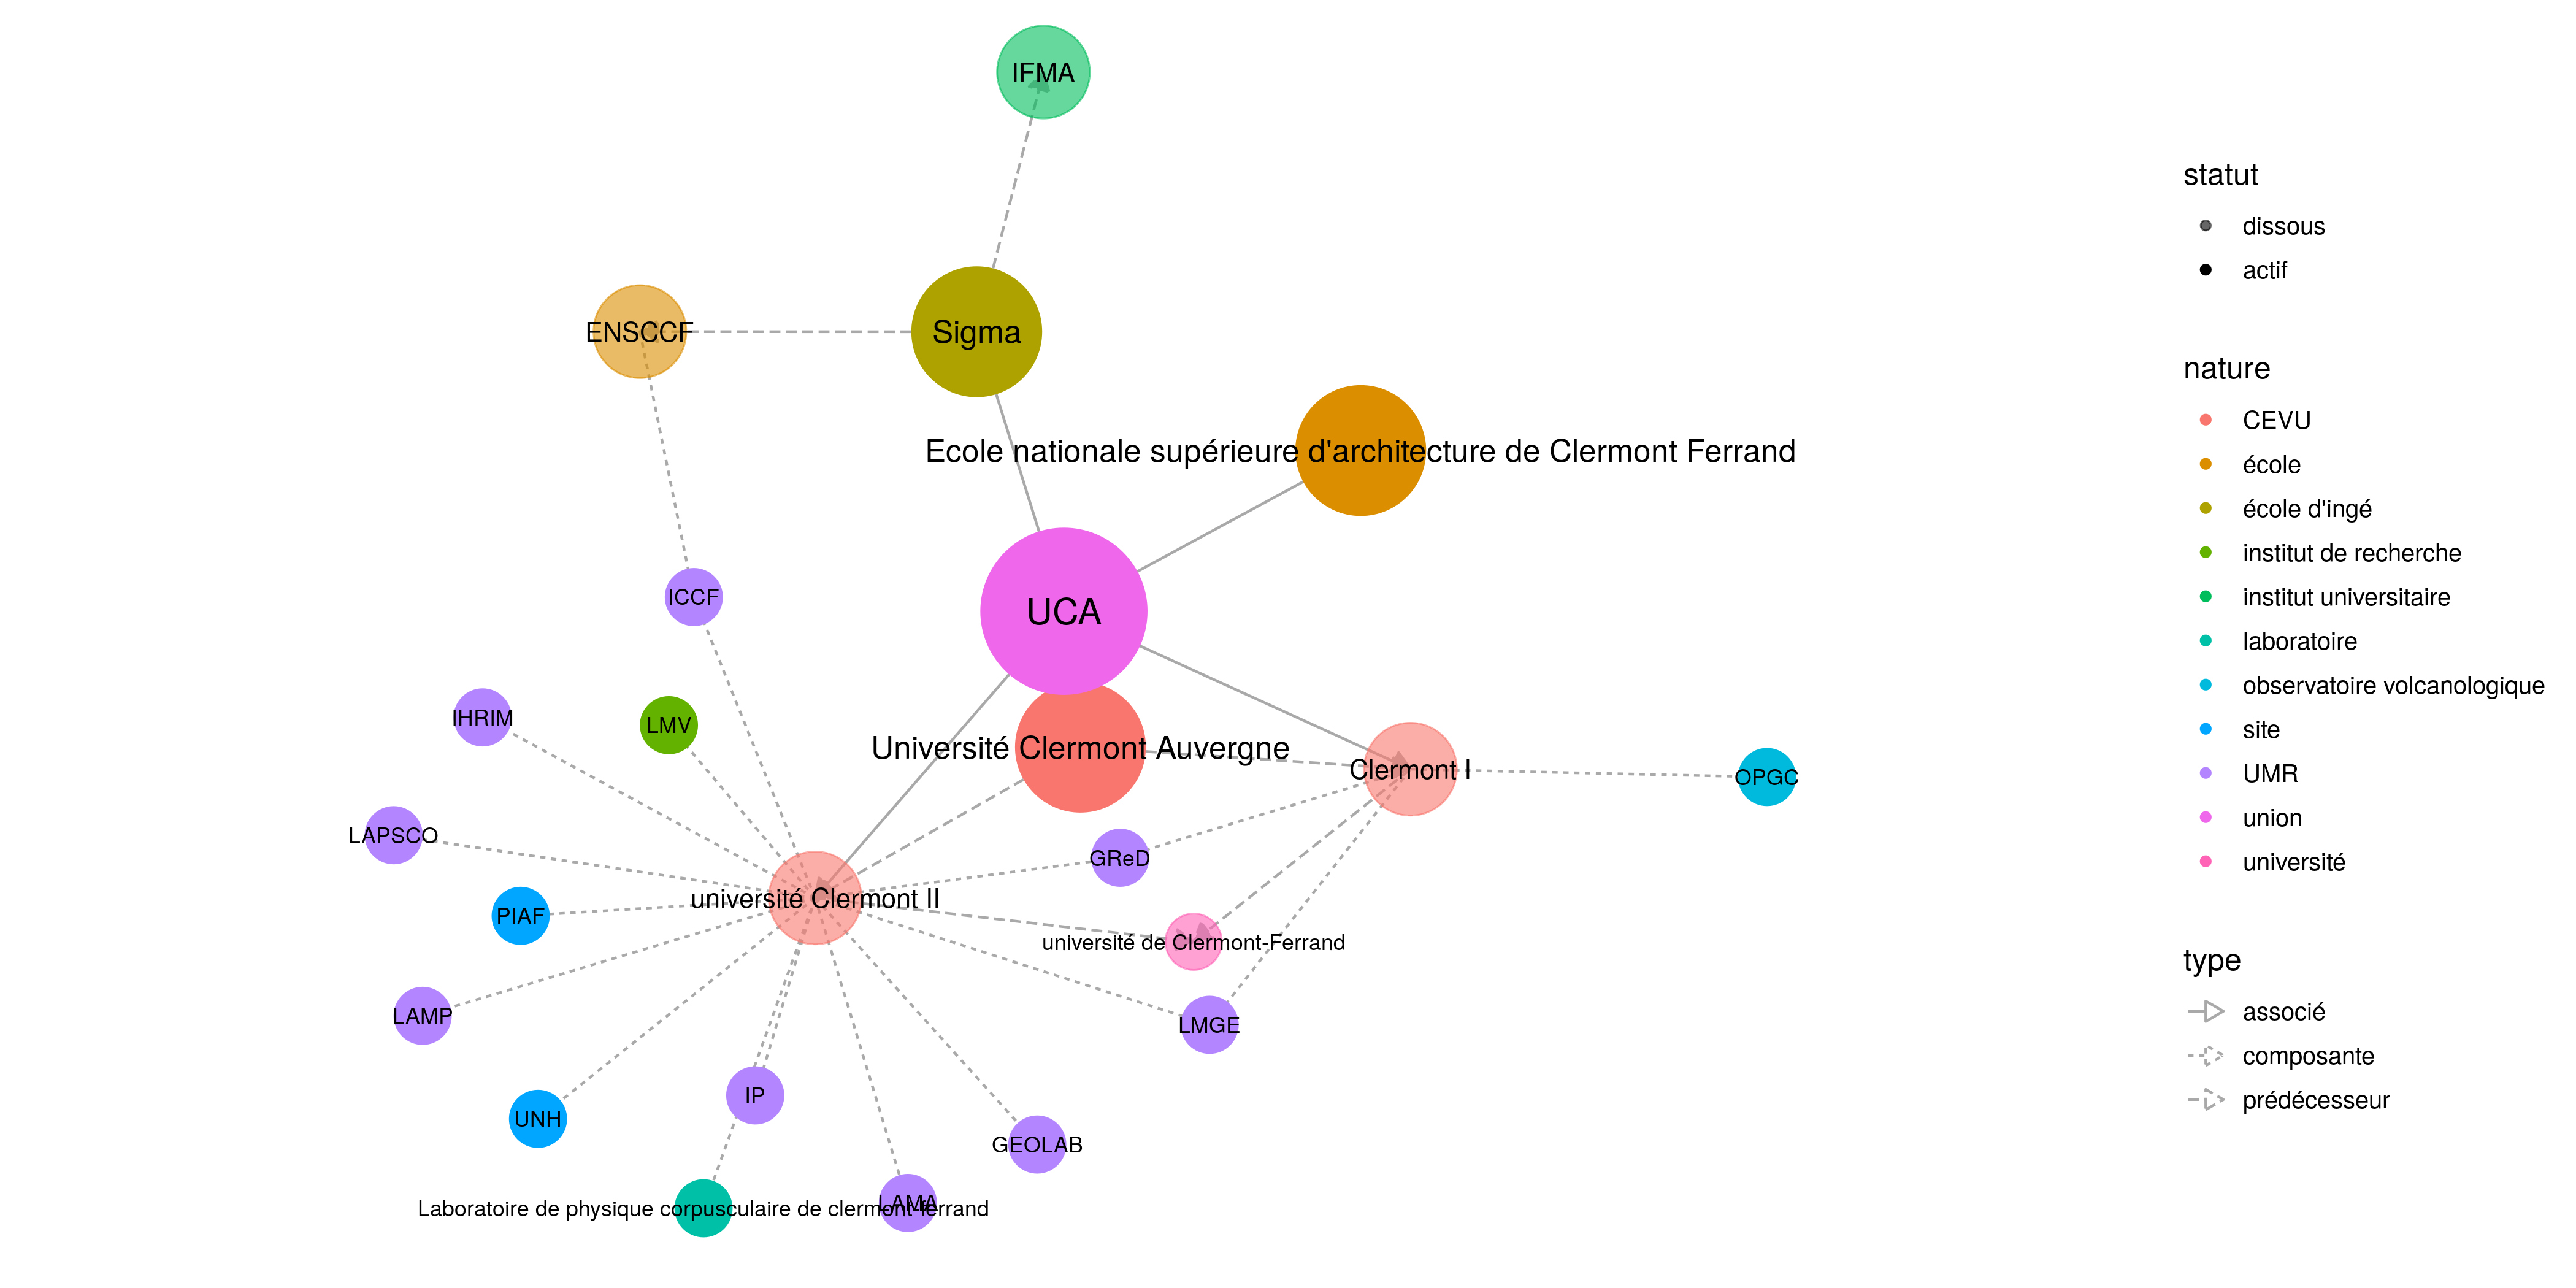 IFMA
ENSCCF
Sigma
Ecole nationale supérieure d'architecture de Clermont Ferrand
ICCF
UCA
IHRIM
LMV
Université Clermont Auvergne
Clermont I
OPGC
LAPSCO
GReD
université Clermont II
PIAF
université de Clermont-Ferrand
LAMP
LMGE
IP
UNH
GEOLAB
LAMA
Laboratoire de physique corpusculaire de clermont-ferrand
statut
dissous
actif
nature
CEVU
école
école d'ingé
institut de recherche
institut universitaire
laboratoire
observatoire volcanologique
site
UMR
union
université
type
associé
composante
prédécesseur